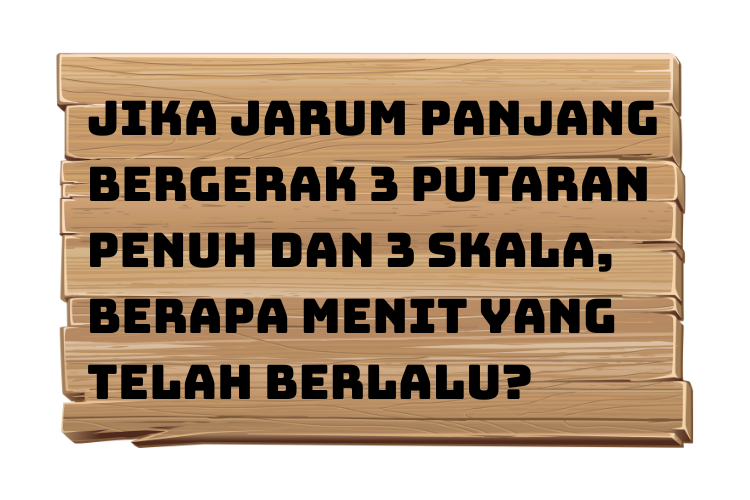 JIKA JARUM PANJANG
BERGERAK 3 PUTARAN
PENUH DAN 3 SKALA,
BERAPA MENIT YANG
TELAH BERLALU?